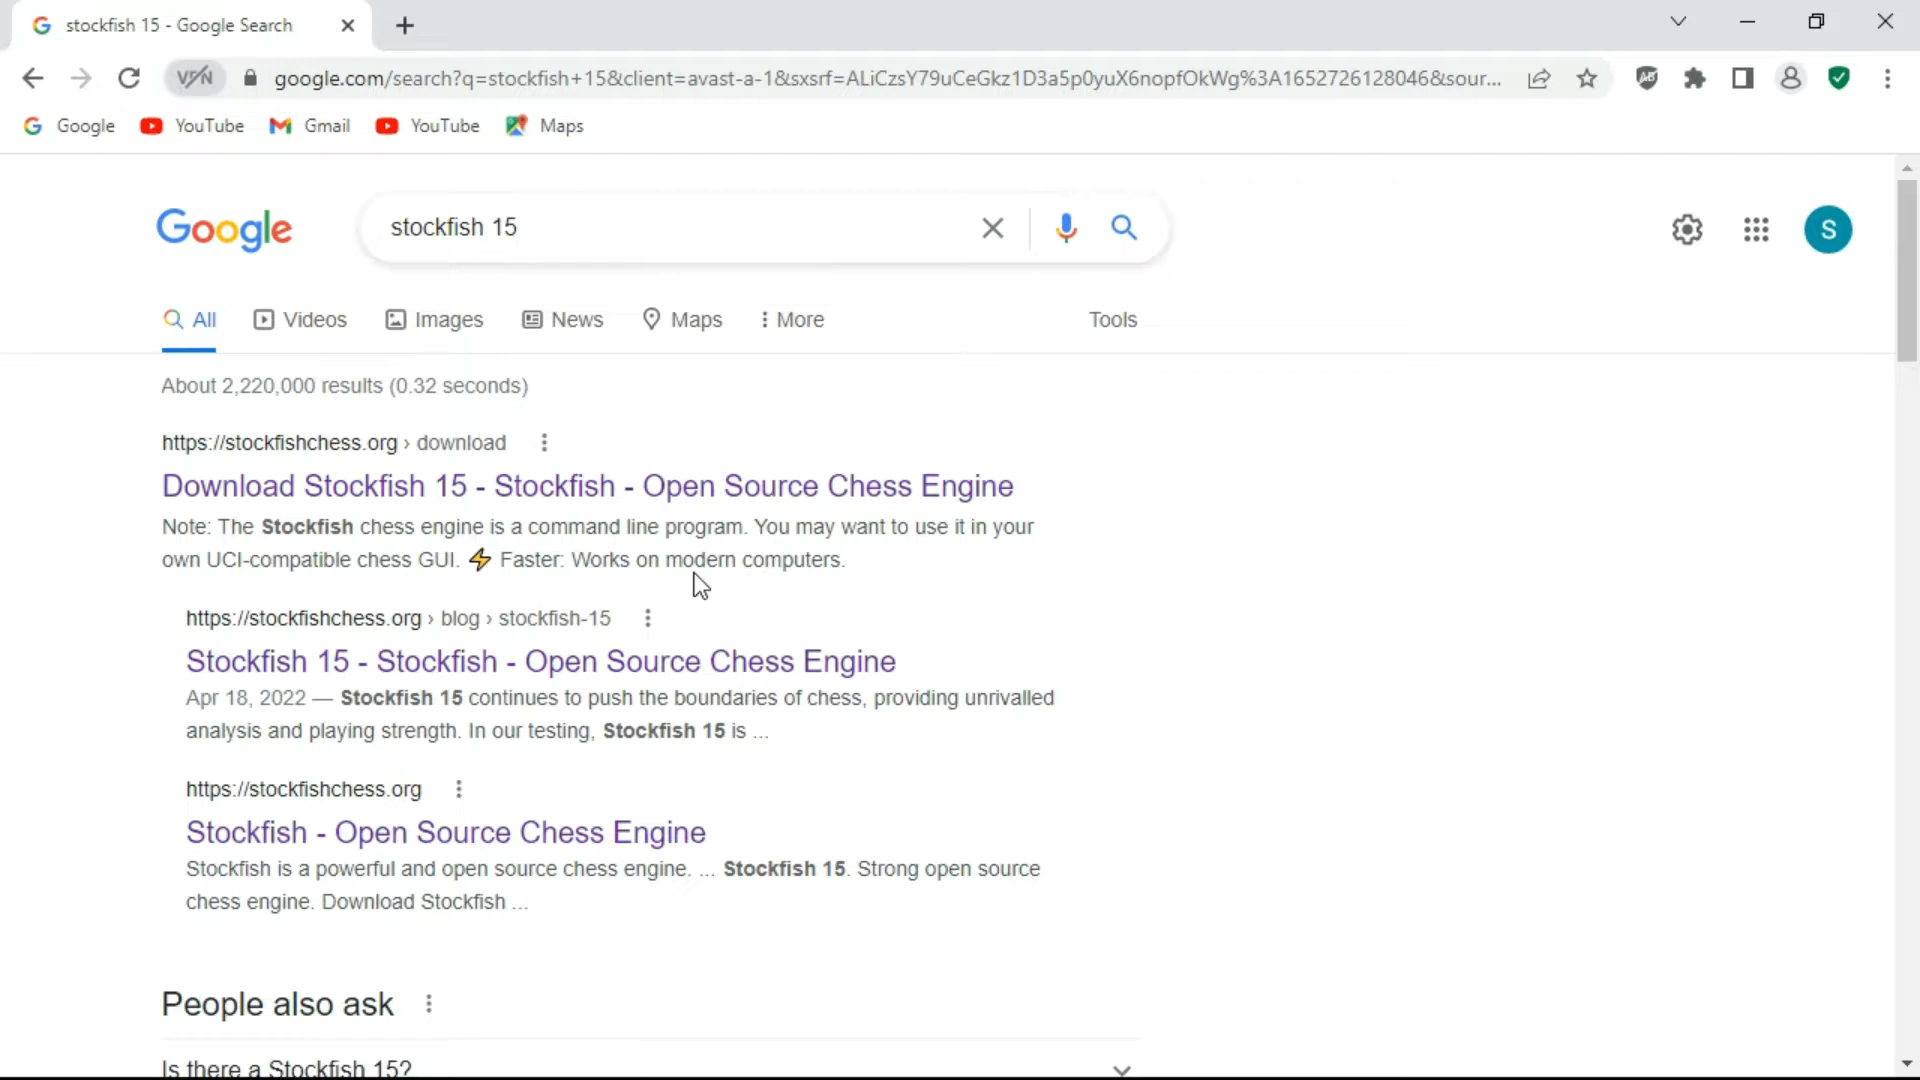 stockfish 15 - Google Search
VPN
google.com/search?q=stockfish+15&client=avast-a-1&sxsrf=ALiCzsY79uCeGkz1D3a5p0yuX6nopfOkWg%3A1652726128046&sour...
Google YouTube Gmail YouTube Maps
Google
stockfish 15
S
All Videos Images News Maps More Tools
About 2,220,000 results (0.32 seconds)
https://stockfishchess.org › download
Download Stockfish 15 - Stockfish - Open Source Chess Engine
Note: The Stockfish chess engine is a command line program. You may want to use it in your
own UCI-compatible chess GUI. ⚡ Faster: Works on modern computers.
https://stockfishchess.org › blog › stockfish-15
Stockfish 15 - Stockfish - Open Source Chess Engine
Apr 18, 2022 — Stockfish 15 continues to push the boundaries of chess, providing unrivalled
analysis and playing strength. In our testing, Stockfish 15 is ...
https://stockfishchess.org
Stockfish - Open Source Chess Engine
Stockfish is a powerful and open source chess engine. ... Stockfish 15. Strong open source
chess engine. Download Stockfish ...
People also ask
Is there a Stockfish 15?